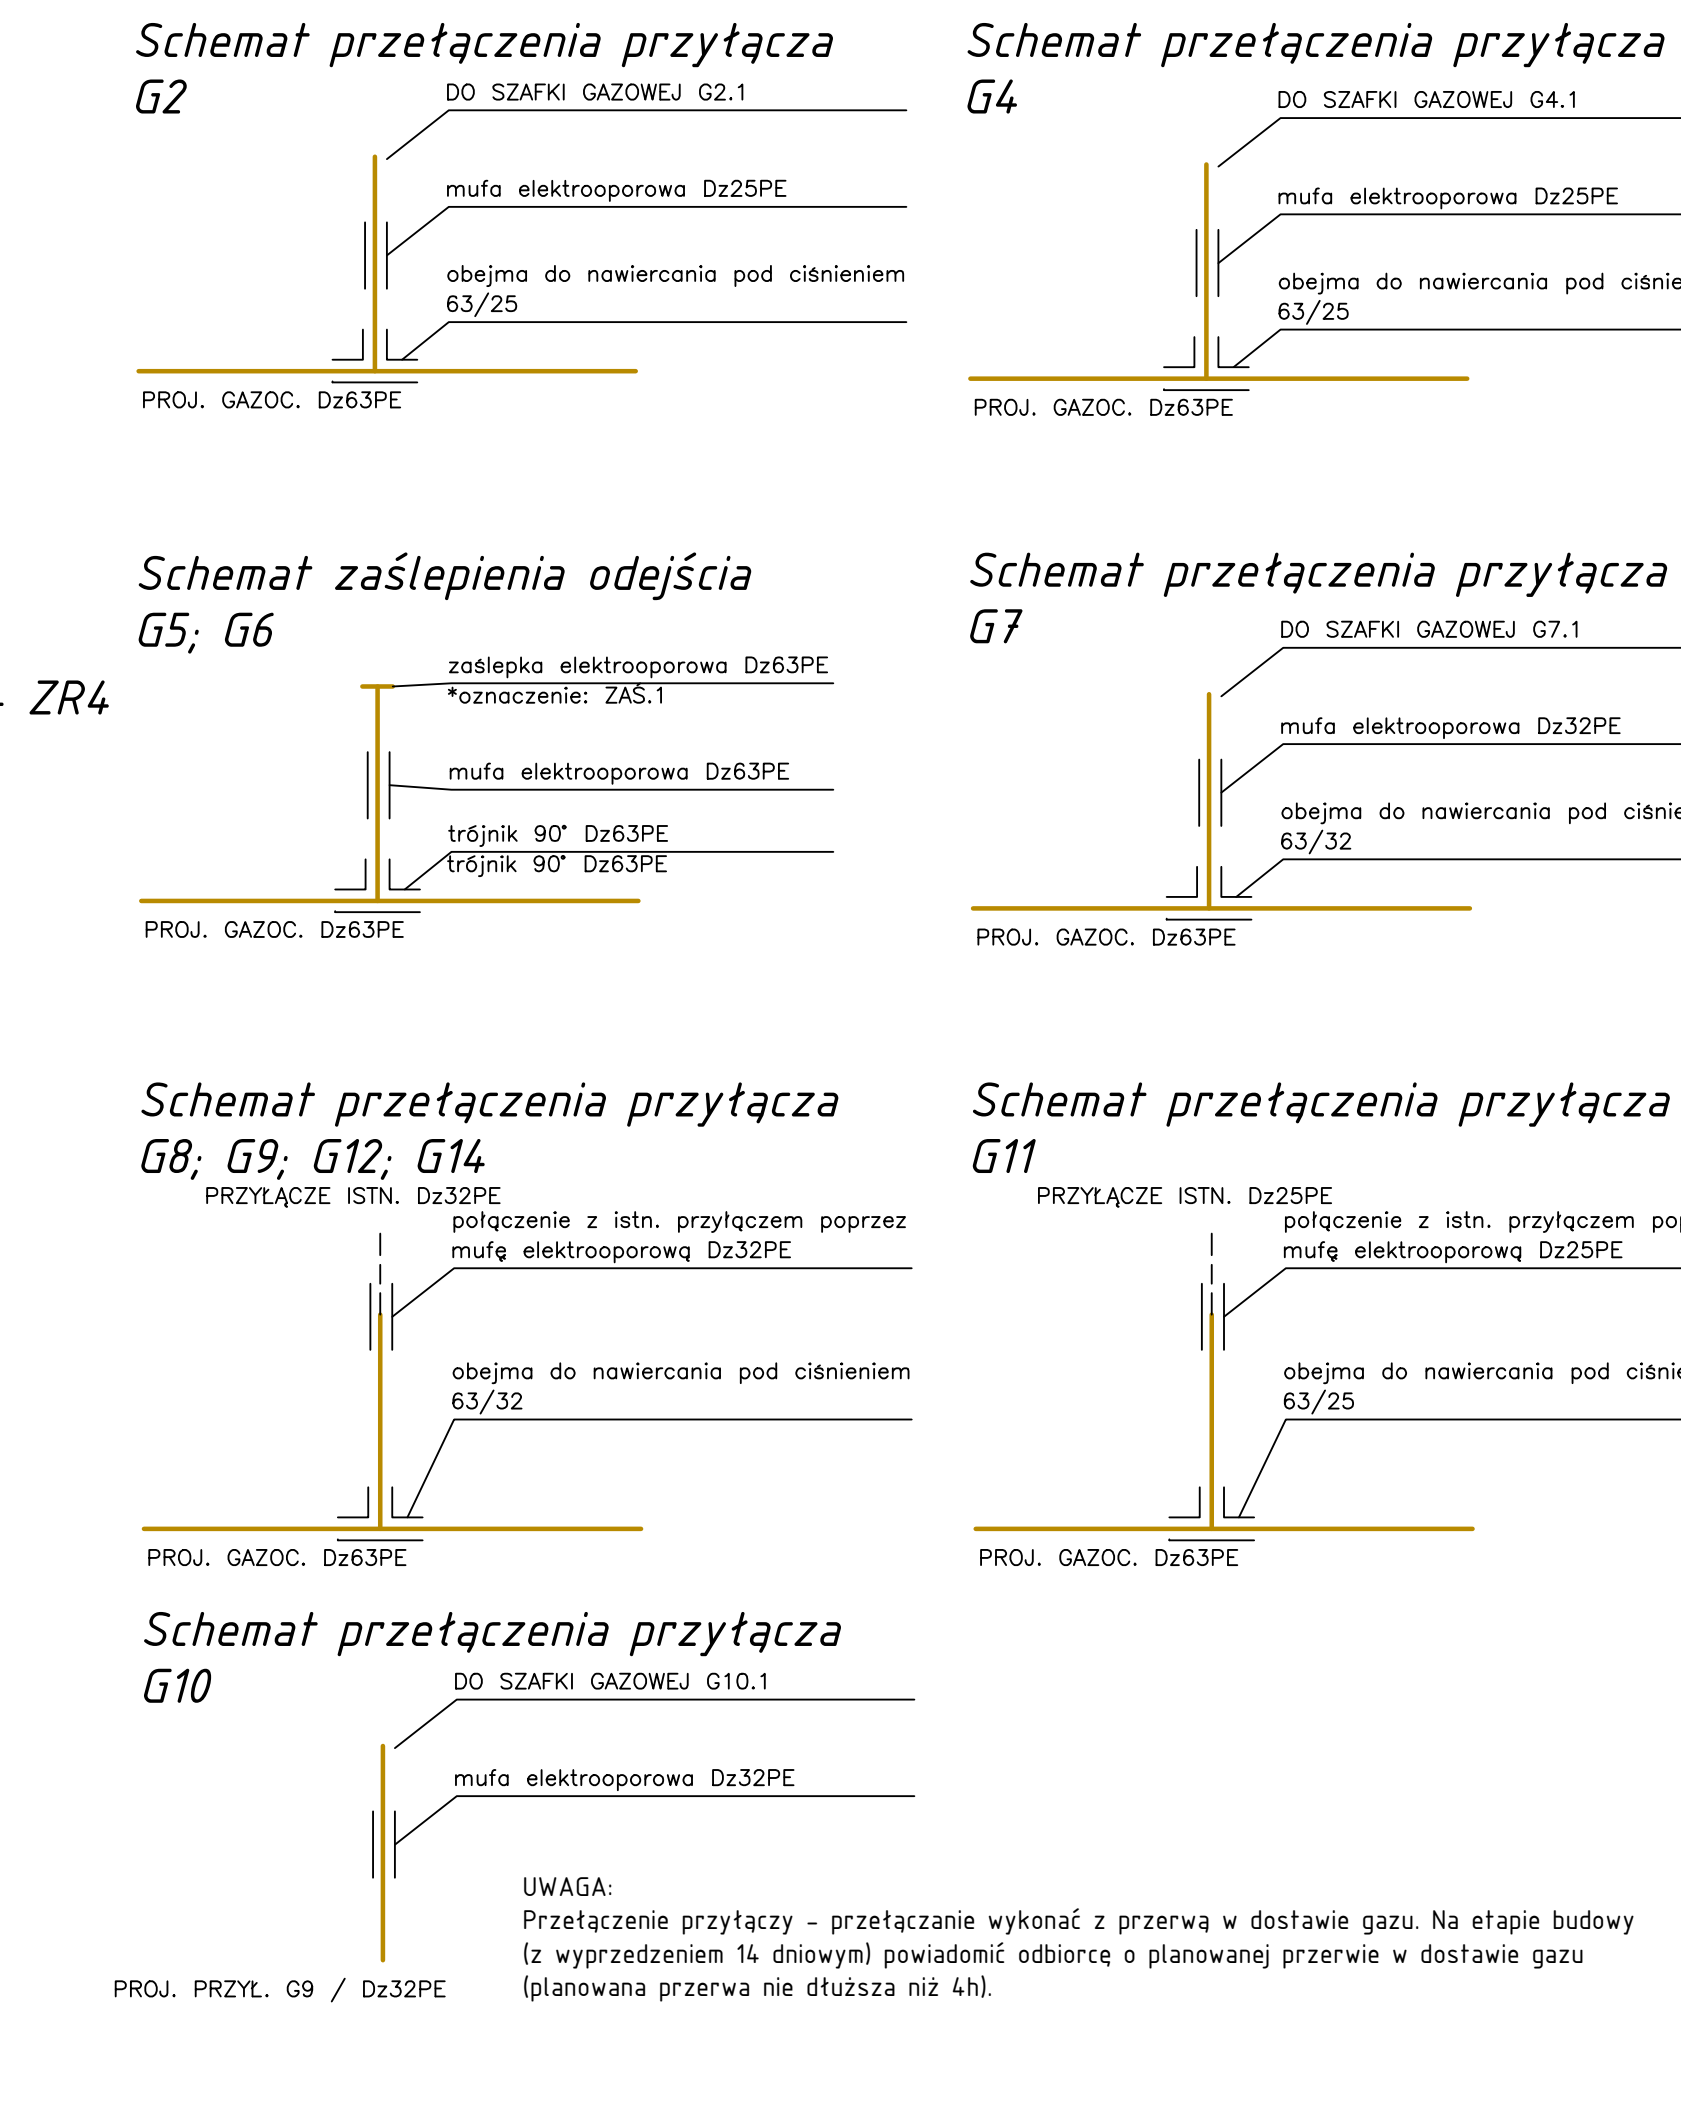 Schemat przełączenia przyłącza
G2
DO SZAFKI GAZOWEJ G2.1
mufa elektrooporowa Dz25PE
obejma do nawiercania pod ciśnieniem
63/25
PROJ. GAZOC. Dz63PE
Schemat przełączenia przyłącza
G4
DO SZAFKI GAZOWEJ G4.1
mufa elektrooporowa Dz25PE
obejma do nawiercania pod
63/25
PROJ. GAZOC. Dz63PE
ZR4
Schemat zaślepienia odejścia
G5; G6
zaślepka elektrooporowa Dz63PE
*oznaczenie: ZAŚ.1
mufa elektrooporowa Dz63PE
trójnik 90° Dz63PE
trójnik 90° Dz63PE
PROJ. GAZOC. Dz63PE
Schemat przełączenia przyłącza
G7
DO SZAFKI GAZOWEJ G7.1
mufa elektrooporowa Dz32PE
obejma do nawiercania pod
63/32
PROJ. GAZOC. Dz63PE
Schemat przełączenia przyłącza
G8; G9; G12; G14
PRZYŁĄCZE ISTN. Dz32PE
połączenie z istn. przyłączem poprzez
mufę elektrooporową Dz32PE
obejma do nawiercania pod ciśnieniem
63/32
PROJ. GAZOC. Dz63PE
Schemat przełączenia przyłącza
G11
PRZYŁĄCZE ISTN. Dz25PE
połączenie z istn. przyłączem
mufę elektrooporową Dz25PE
obejma do nawiercania pod
63/25
PROJ. GAZOC. Dz63PE
Schemat przełączenia przyłącza
G10
DO SZAFKI GAZOWEJ G10.1
mufa elektrooporowa Dz32PE
PROJ. PRZYŁ. G9 / Dz32PE
UWAGA:
Przełączenie przyłączy - przełączanie wykonać z przerwą w dostawie gazu. Na etapie budowy
(z wyprzedzeniem 14 dniowym) powiadomić odbiorcę o planowanej przerwie w dostawie gazu
(planowana przerwa nie dłuższa niż 4h).